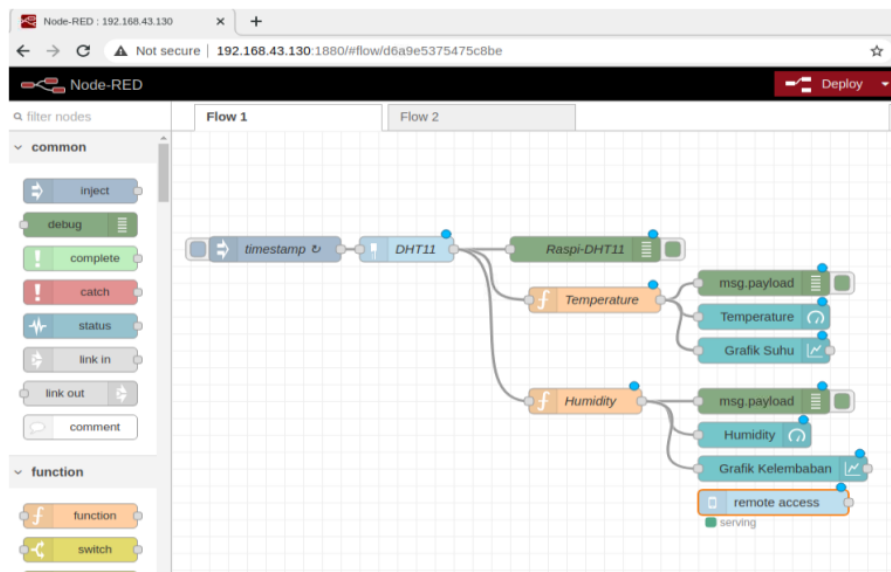 Node-RED : 192.168.43.130
Not secure | 192.168.43.130:1880/#flow/d6a9e5375475c8be
Node-RED
Deploy
filter nodes
Flow 1
Flow 2
common
inject
debug
complete
catch
status
link in
link out
comment
function
function
switch
timestamp ↻
DHT11
Raspi-DHT11
Temperature
msg.payload
Temperature
Grafik Suhu
Humidity
msg.payload
Humidity
Grafik Kelembaban
remote access
serving